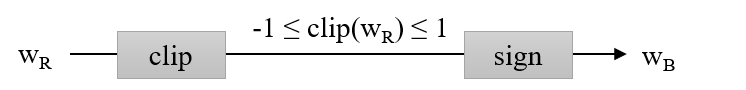 -1 ≤ clip(w_R) ≤ 1
w_R clip sign w_B